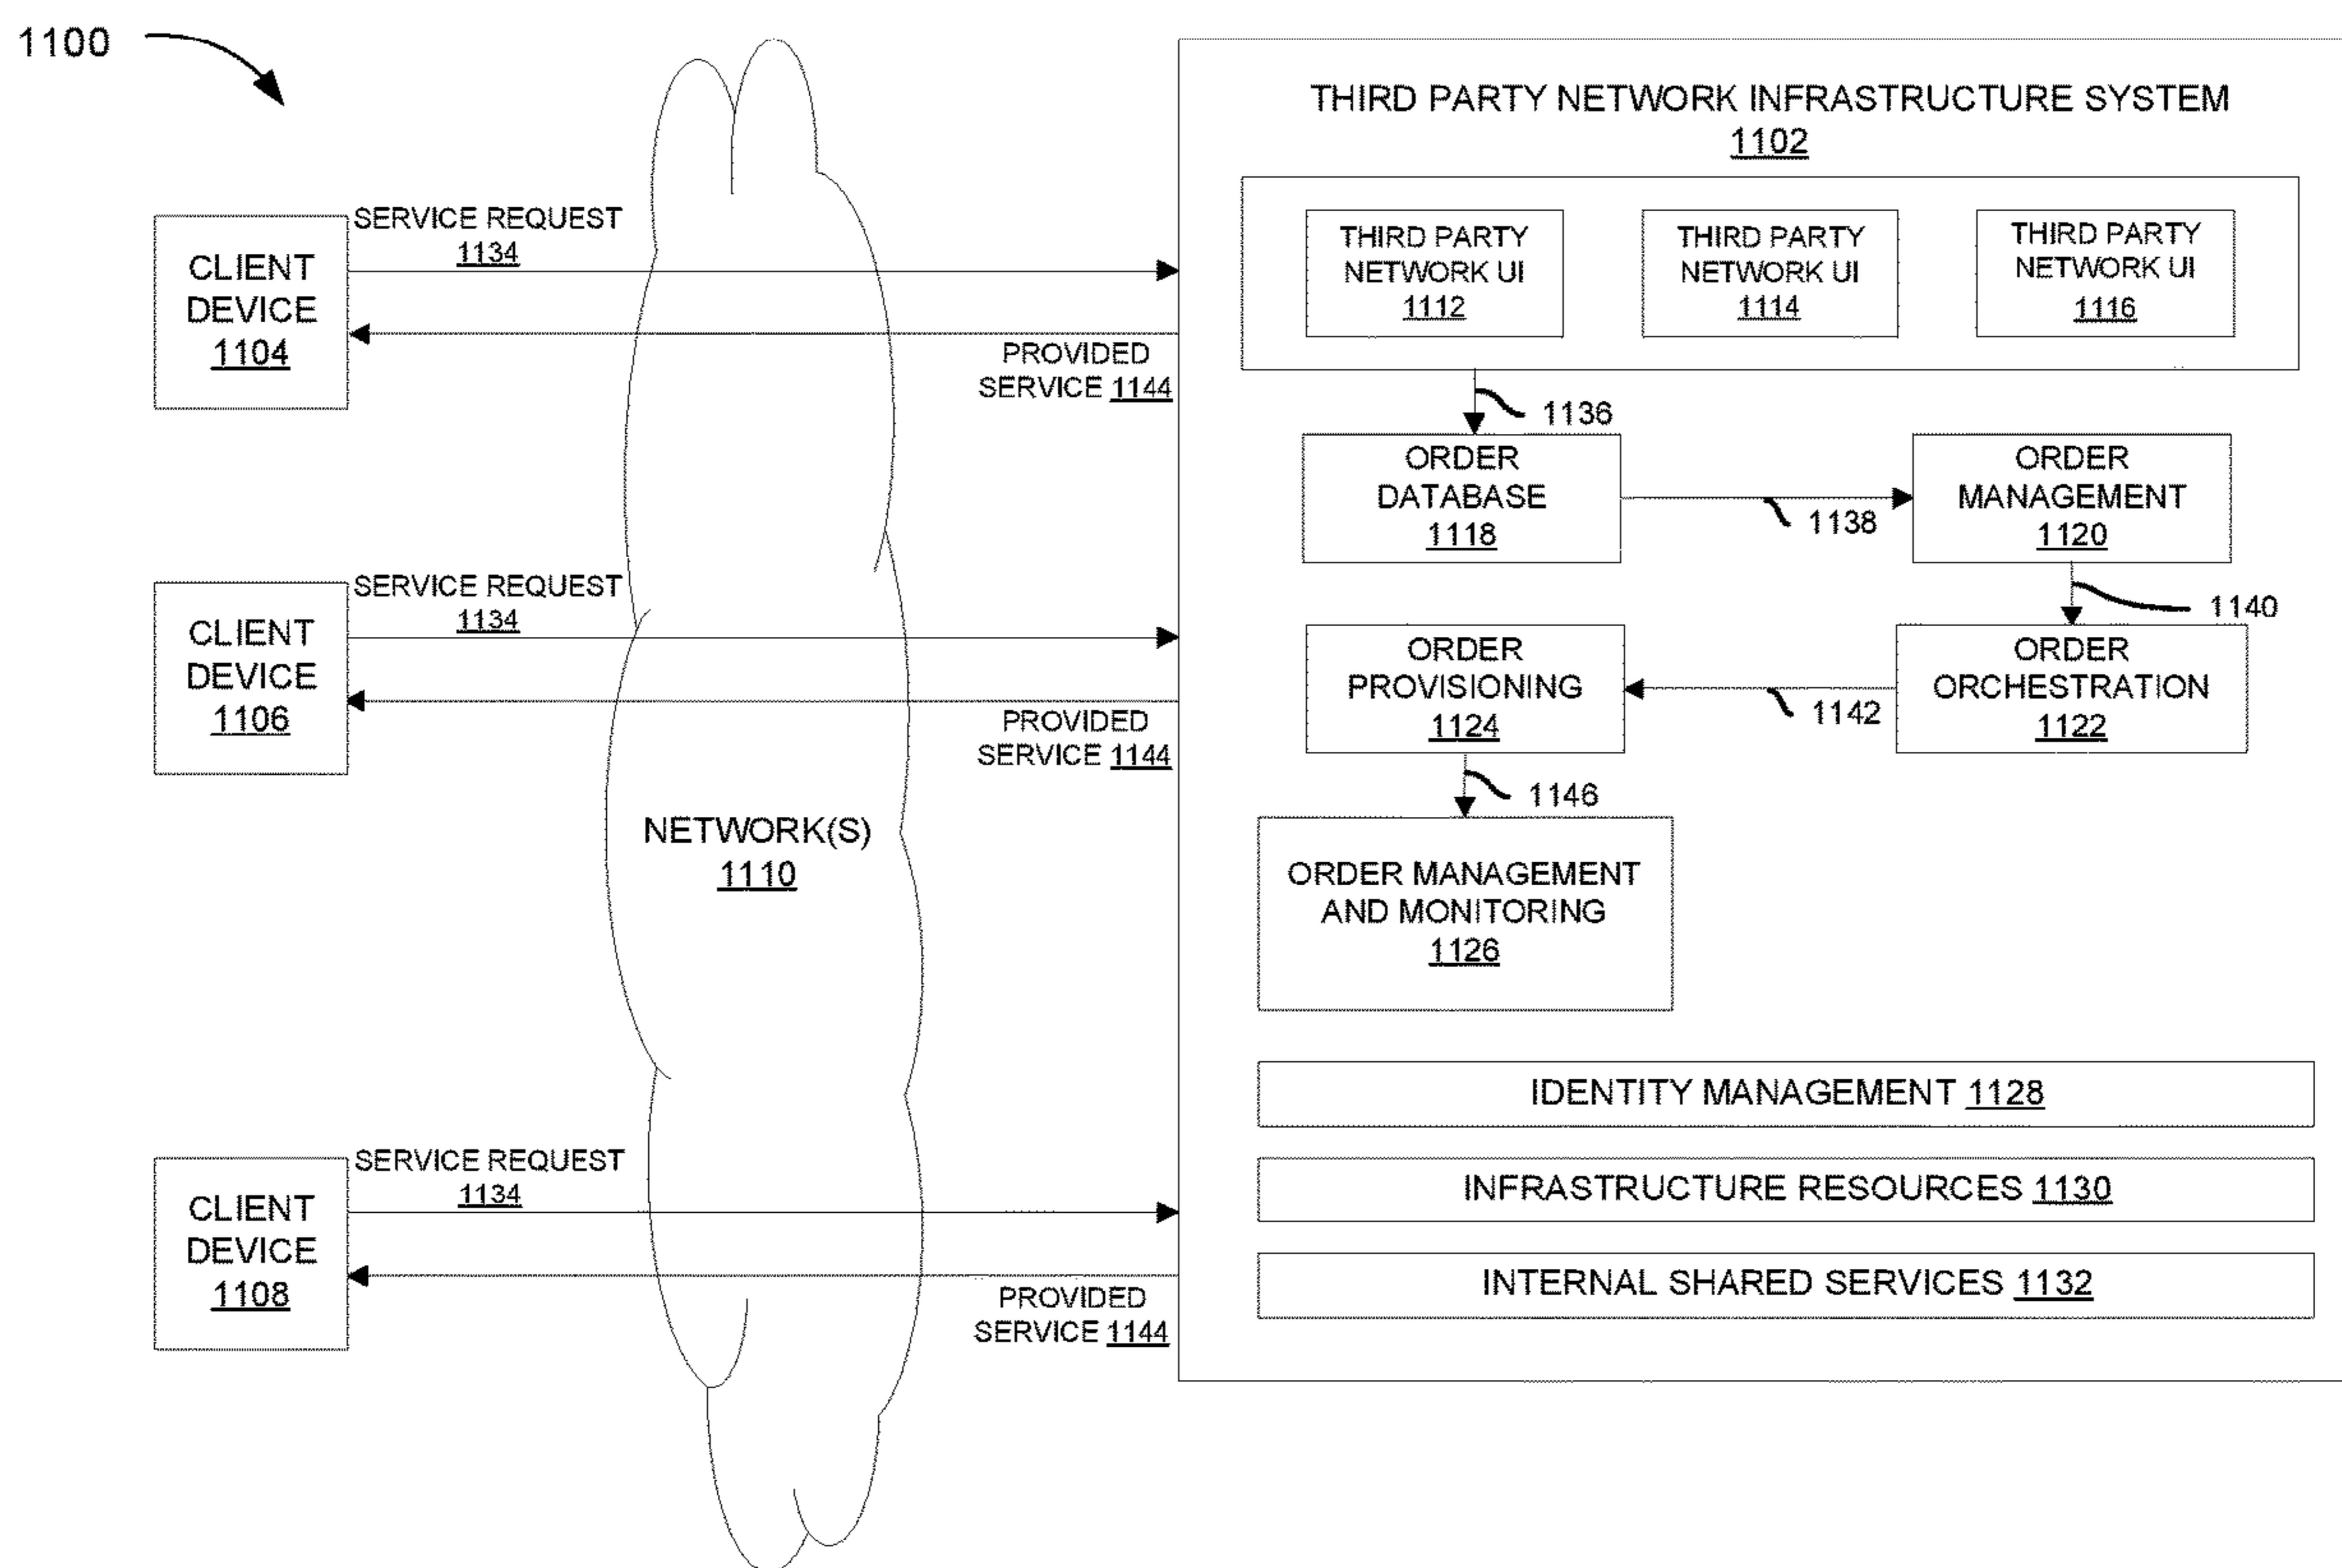 1100
THIRD PARTY NETWORK INFRASTRUCTURE SYSTEM
1102
THIRD PARTY
NETWORK UI
1112
THIRD PARTY
NETWORK UI
1114
THIRD PARTY
NETWORK UI
1116
SERVICE REQUEST
1134
CLIENT
DEVICE
1104
PROVIDED
SERVICE 1144
1136
ORDER
DATABASE
1118
1138
ORDER
MANAGEMENT
1120
1140
SERVICE REQUEST
1134
CLIENT
DEVICE
1106
PROVIDED
SERVICE 1144
ORDER
PROVISIONING
1124
1142
ORDER
ORCHESTRATION
1122
1146
NETWORK(S)
1110
ORDER MANAGEMENT
AND MONITORING
1126
IDENTITY MANAGEMENT 1128
SERVICE REQUEST
1134
CLIENT
DEVICE
1108
PROVIDED
SERVICE 1144
INFRASTRUCTURE RESOURCES 1130
INTERNAL SHARED SERVICES 1132